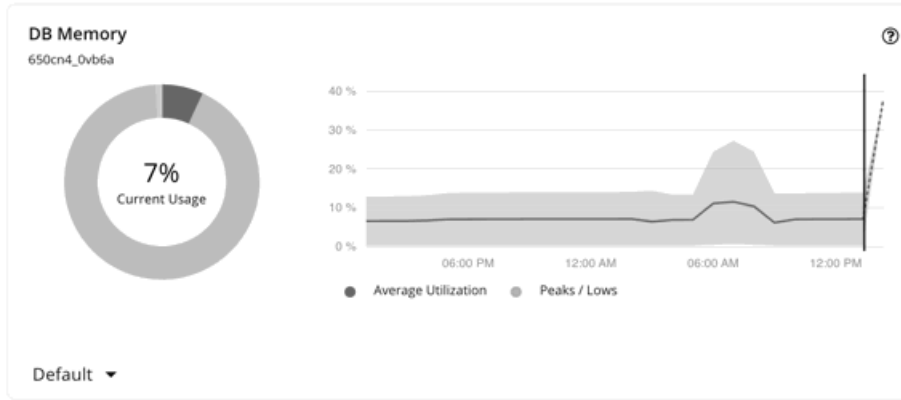 DB Memory
650cn4_0vb6a
7%
Current Usage
40 %
30 %
20 %
10 %
0 %
06:00 PM 12:00 AM 06:00 AM 12:00 PM
Average Utilization Peaks / Lows
Default